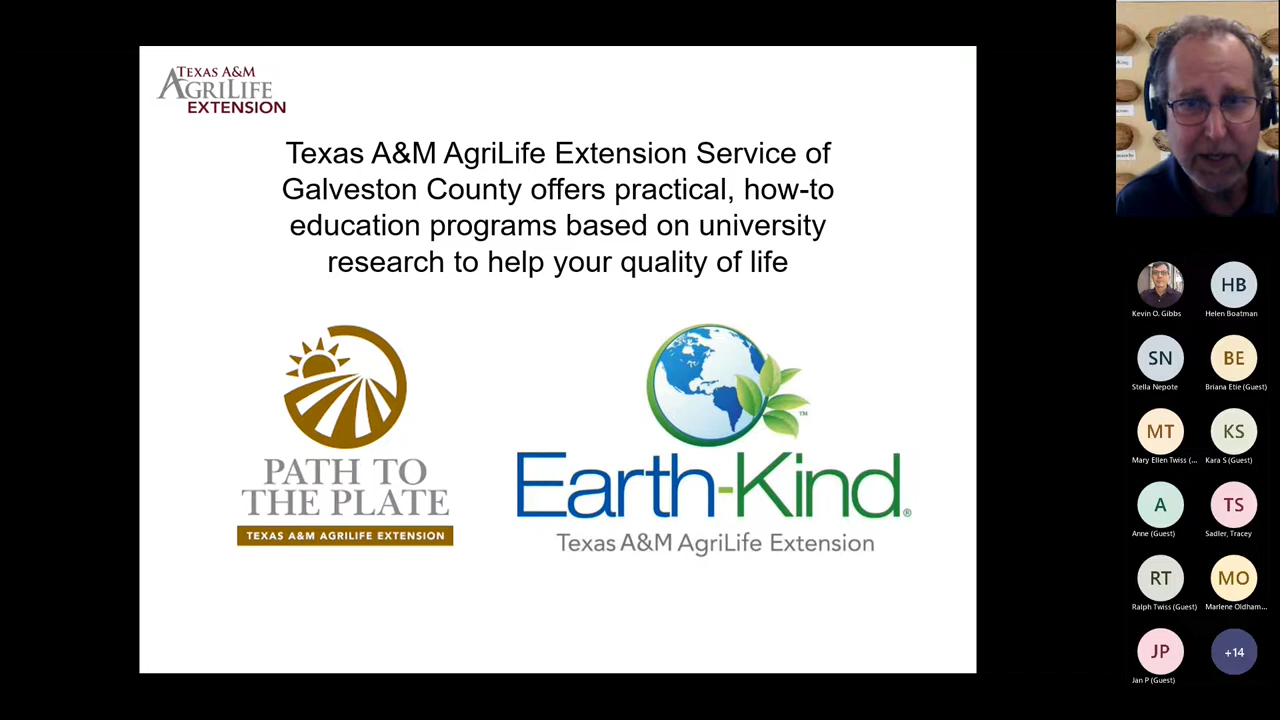 TEXAS A&M
AGRILIFE
EXTENSION
Texas A&M AgriLife Extension Service of
Galveston County offers practical, how-to
education programs based on university
research to help your quality of life
PATH TO
THE PLATE
TEXAS A&M AGRILIFE EXTENSION
™
Earth-Kind®
Texas A&M AgriLife Extension
Kevin O. Gibbs
HB
Helen Boatman
SN
Stella Nepote
BE
Briana Etie (Guest)
MT
Mary Ellen Twiss (...
KS
Kara S (Guest)
A
Anne (Guest)
TS
Sadler, Tracey
RT
Ralph Twiss (Guest)
MO
Marlene Oldham...
JP
Jan P (Guest)
+14